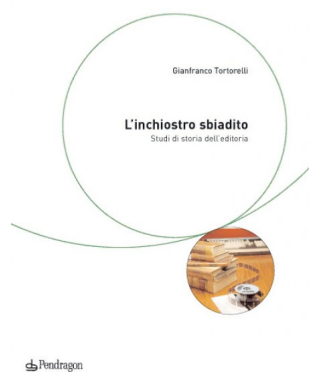 Gianfranco Tortorelli
L'inchiostro sbiadito
Studi di storia dell'editoria
Pendragon